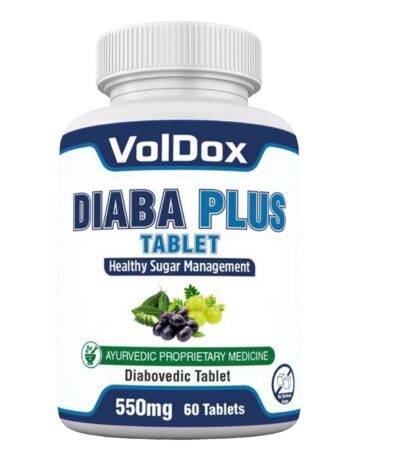 VolDox
DIABA PLUS
TABLET
Healthy Sugar Management
AYURVEDIC PROPRIETARY MEDICINE
Diabovedic Tablet
550mg 60 Tablets